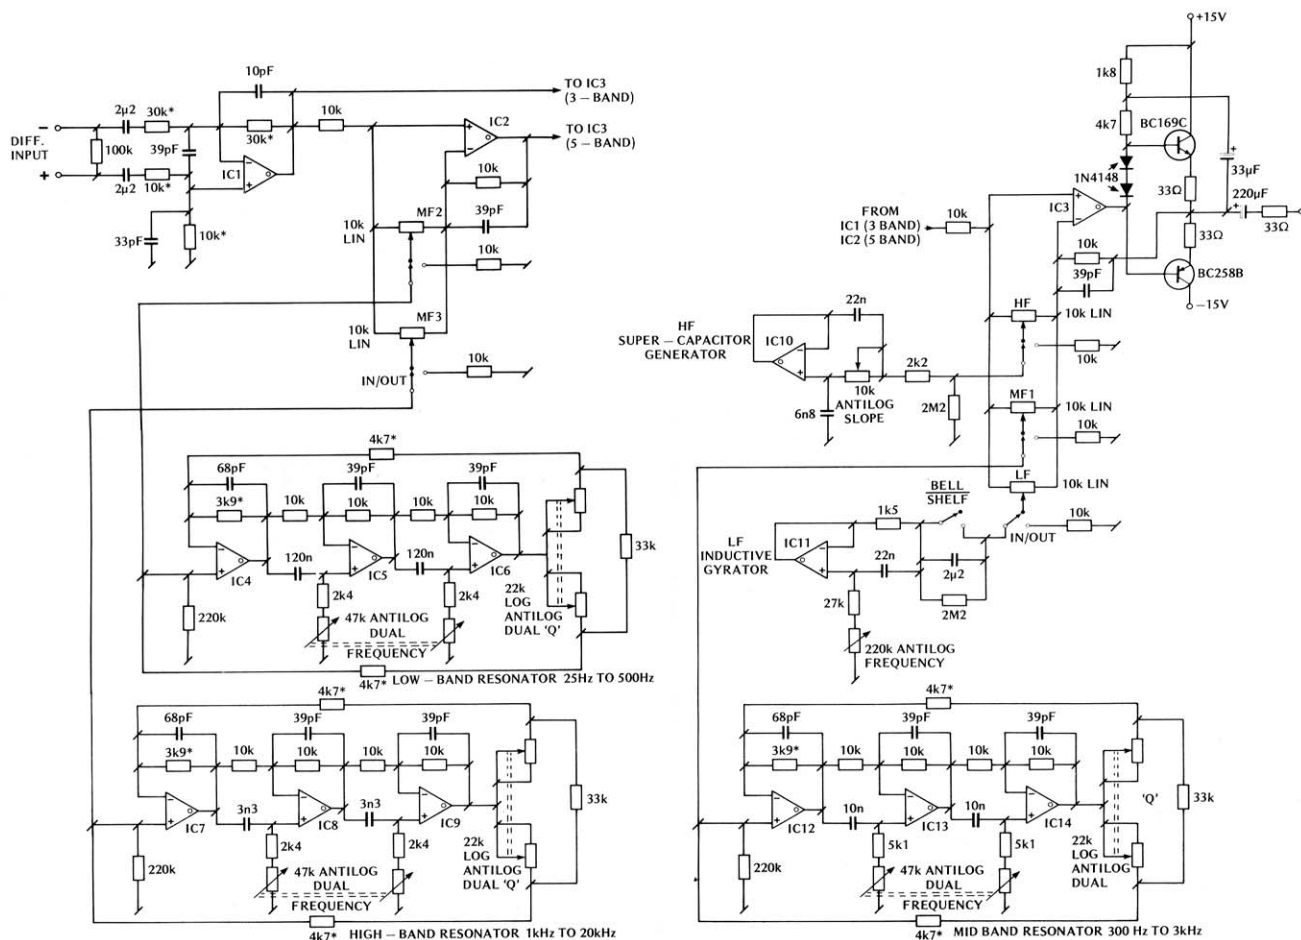 10pF
TO IC3
(3 – BAND)
2µ2
30k*
10k
IC2
–
DIFF.
INPUT
+
100k
39pF
30k*
TO IC3
(5 – BAND)
IC1
2µ2
10k*
10k
33pF
10k*
10k
LIN
MF2
39pF
10k
MF3
10k
LIN
10k
IN/OUT
4k7*
68pF
39pF
39pF
3k9*
10k
10k
10k
10k
IC4
120n
IC5
120n
IC6
33k
220k
2k4
2k4
22k
LOG
ANTILOG
DUAL 'Q'
47k ANTILOG
DUAL
FREQUENCY
4k7*
LOW – BAND RESONATOR 25Hz TO 500Hz
4k7*
68pF
39pF
39pF
3k9*
10k
10k
10k
10k
IC7
3n3
IC8
3n3
IC9
33k
220k
2k4
2k4
22k
LOG
ANTILOG
DUAL 'Q'
47k ANTILOG
DUAL
FREQUENCY
4k7*
HIGH – BAND RESONATOR 1kHz TO 20kHz
+15V
1k8
4k7
BC169C
1N4148
+
33µF
33Ω
220µF
+
33Ω
IC3
FROM
IC1 (3 BAND)
IC2 (5 BAND)
10k
33Ω
10k
39pF
BC258B
–15V
HF
10k LIN
10k
22n
HF
SUPER – CAPACITOR
GENERATOR
IC10
2k2
10k
ANTILOG
SLOPE
6n8
2M2
MF1
10k LIN
10k
LF
10k LIN
BELL
SHELF
10k
IN/OUT
1k5
LF
INDUCTIVE
GYRATOR
IC11
22n
2µ2
27k
2M2
220k ANTILOG
FREQUENCY
4k7*
68pF
39pF
39pF
3k9*
10k
10k
10k
10k
IC12
10n
IC13
10n
IC14
'Q'
33k
220k
5k1
5k1
22k
LOG
ANTILOG
DUAL
47k ANTILOG
DUAL
FREQUENCY
4k7*
MID BAND RESONATOR 300 Hz TO 3kHz